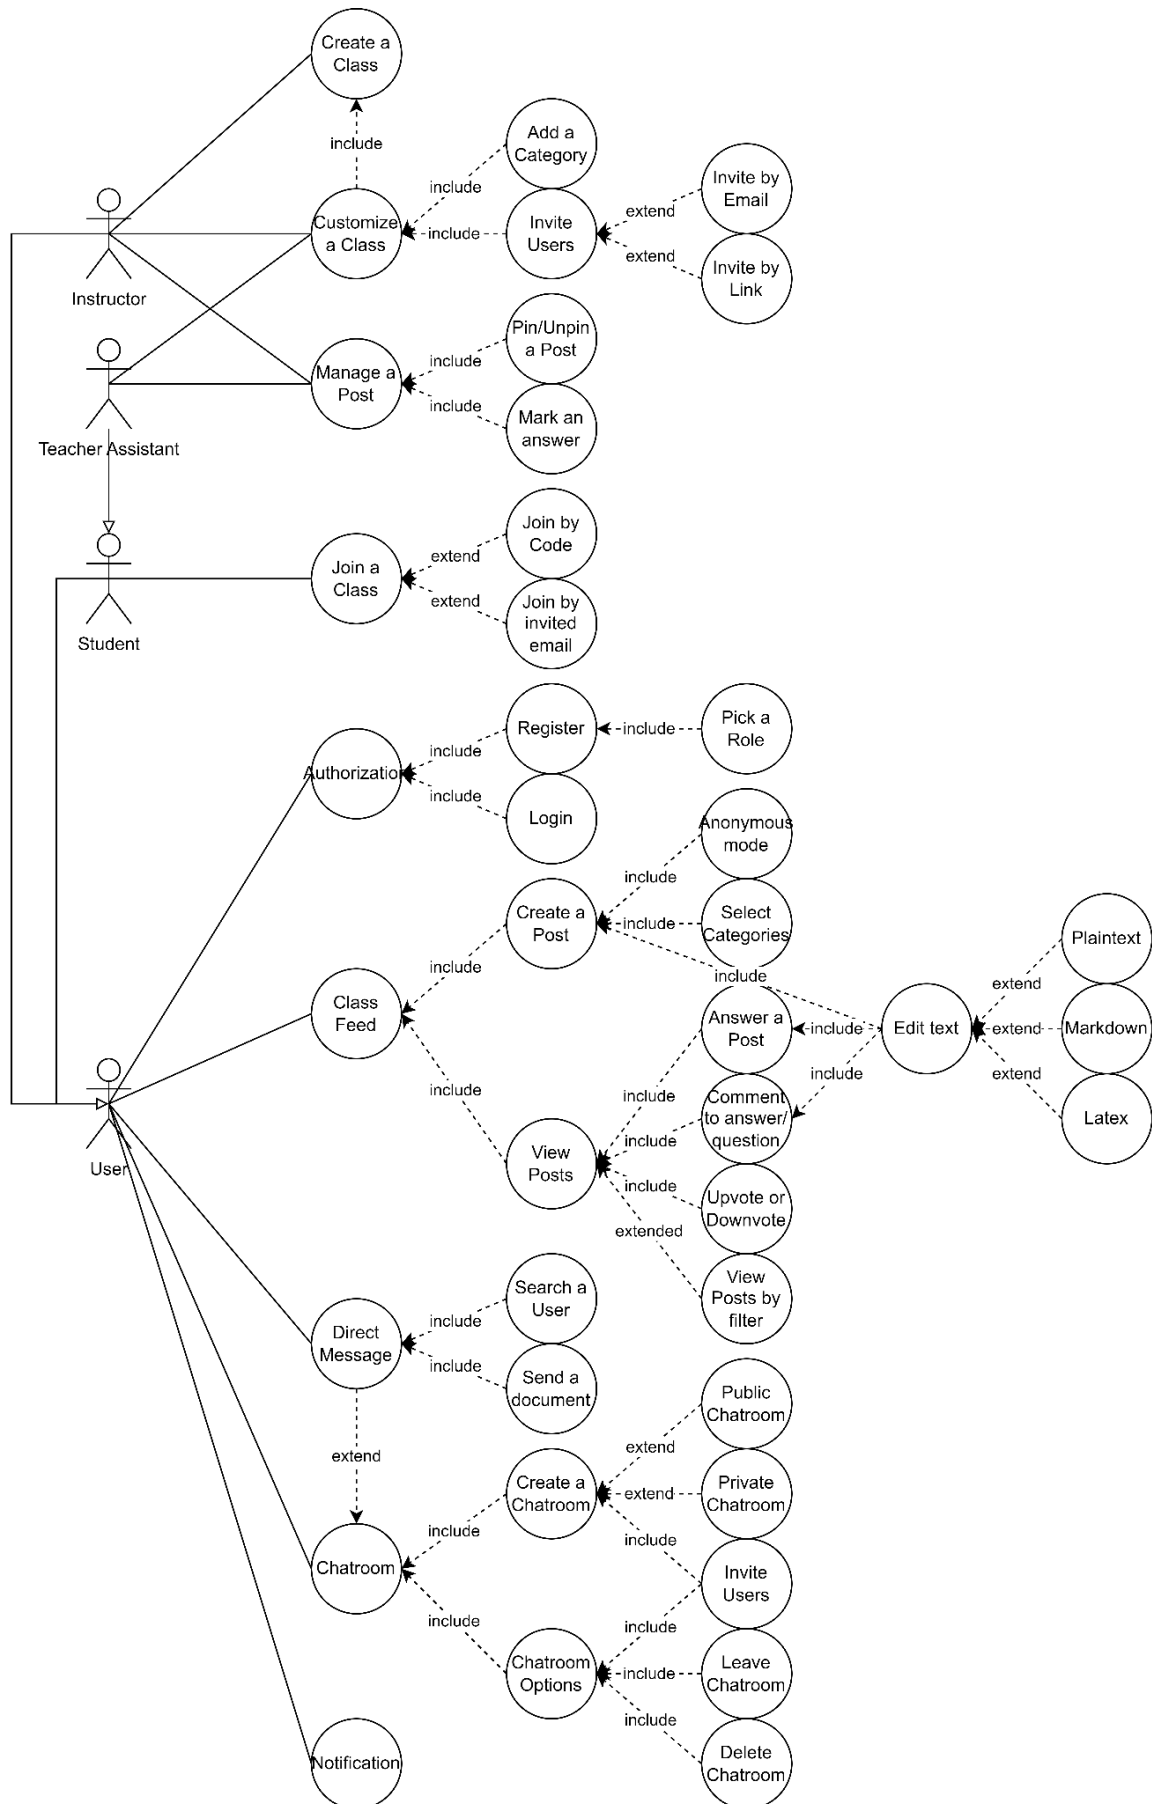 Create a
Class
include
Add a
Category
include
Invite by
Email
extend
Customize
a Class
include
Invite
Users
extend
Invite by
Link
Instructor
Pin/Unpin
a Post
include
Manage a
Post
include
Mark an
answer
Teacher Assistant
Join by
Code
extend
Join a
Class
extend
Join by
invited
email
Student
Register
include
Pick a
Role
include
Authorization
include
Login
Anonymous
mode
include
Create a
Post
include
Select
Categories
include
include
Class
Feed
Answer a
Post
include
Edit text
Plaintext
extend
extend
Markdown
extend
Latex
include
include
include
Comment
to answer/
question
include
View
Posts
include
Upvote or
Downvote
extended
View
Posts by
filter
User
Search a
User
include
Direct
Message
include
Send a
document
extend
Public
Chatroom
extend
Create a
Chatroom
extend
Private
Chatroom
include
include
Chatroom
Invite
Users
include
include
Chatroom
Options
include
Leave
Chatroom
include
Delete
Chatroom
Notification